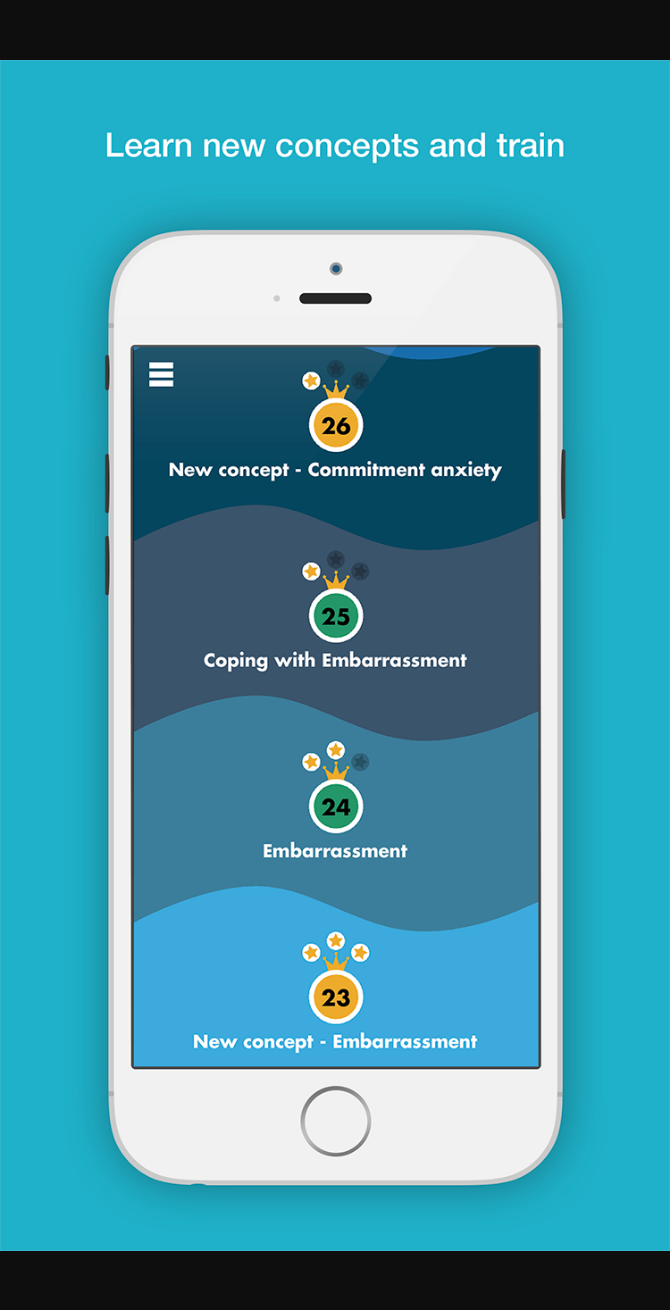 Learn new concepts and train
26
New concept - Commitment anxiety
25
Coping with Embarrassment
24
Embarrassment
23
New concept - Embarrassment